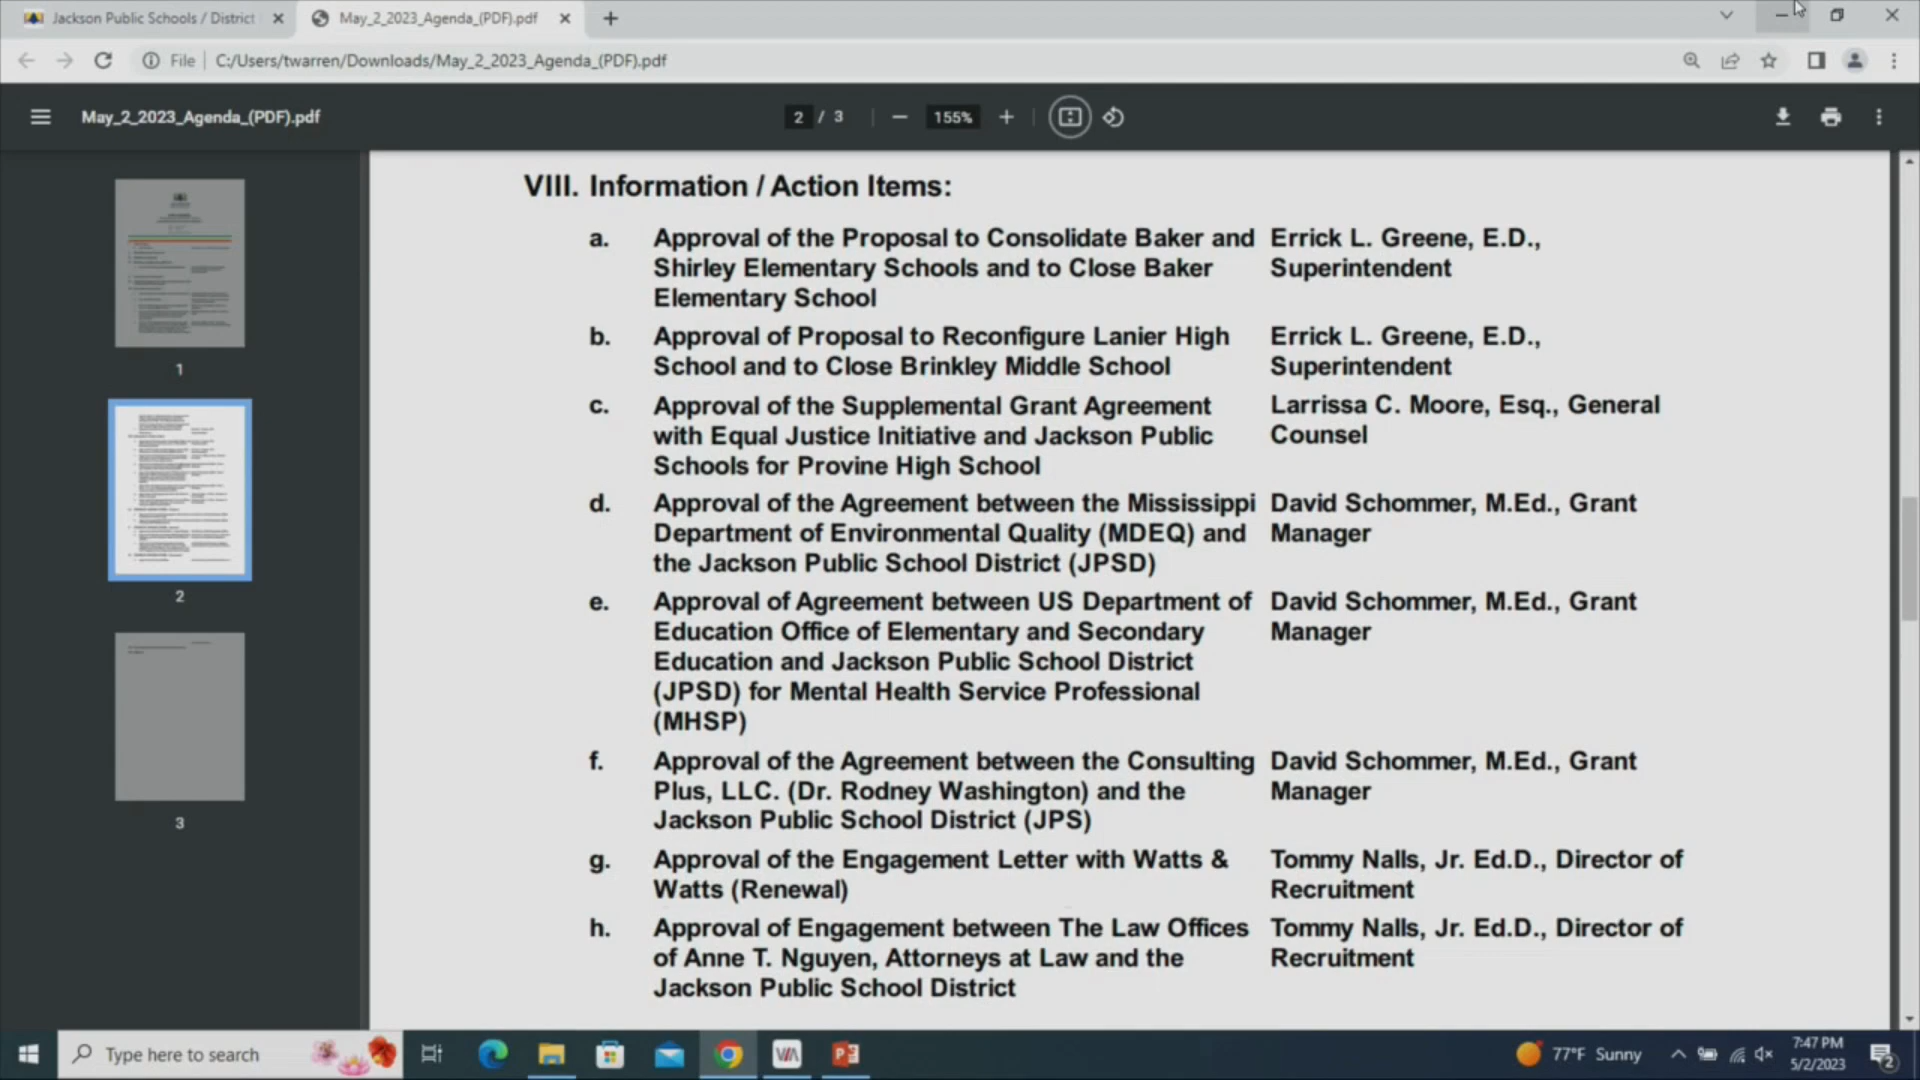 Jackson Public Schools / District
May_2_2023_Agenda_(PDF).pdf
File
C:/Users/twarren/Downloads/May_2_2023_Agenda_(PDF).pdf
May_2_2023_Agenda_(PDF).pdf
2 / 3
155%
1
2
3
VIII. Information / Action Items:
a. Approval of the Proposal to Consolidate Baker and Errick L. Greene, E.D.,
Shirley Elementary Schools and to Close Baker Superintendent
Elementary School
b. Approval of Proposal to Reconfigure Lanier High Errick L. Greene, E.D.,
School and to Close Brinkley Middle School Superintendent
c. Approval of the Supplemental Grant Agreement Larrissa C. Moore, Esq., General
with Equal Justice Initiative and Jackson Public Counsel
Schools for Provine High School
d. Approval of the Agreement between the Mississippi David Schommer, M.Ed., Grant
Department of Environmental Quality (MDEQ) and Manager
the Jackson Public School District (JPSD)
e. Approval of Agreement between US Department of David Schommer, M.Ed., Grant
Education Office of Elementary and Secondary Manager
Education and Jackson Public School District
(JPSD) for Mental Health Service Professional
(MHSP)
f. Approval of the Agreement between the Consulting David Schommer, M.Ed., Grant
Plus, LLC. (Dr. Rodney Washington) and the Manager
Jackson Public School District (JPS)
g. Approval of the Engagement Letter with Watts & Tommy Nalls, Jr. Ed.D., Director of
Watts (Renewal) Recruitment
h. Approval of Engagement between The Law Offices Tommy Nalls, Jr. Ed.D., Director of
of Anne T. Nguyen, Attorneys at Law and the Recruitment
Jackson Public School District
Type here to search
77°F Sunny
7:47 PM
5/2/2023
2